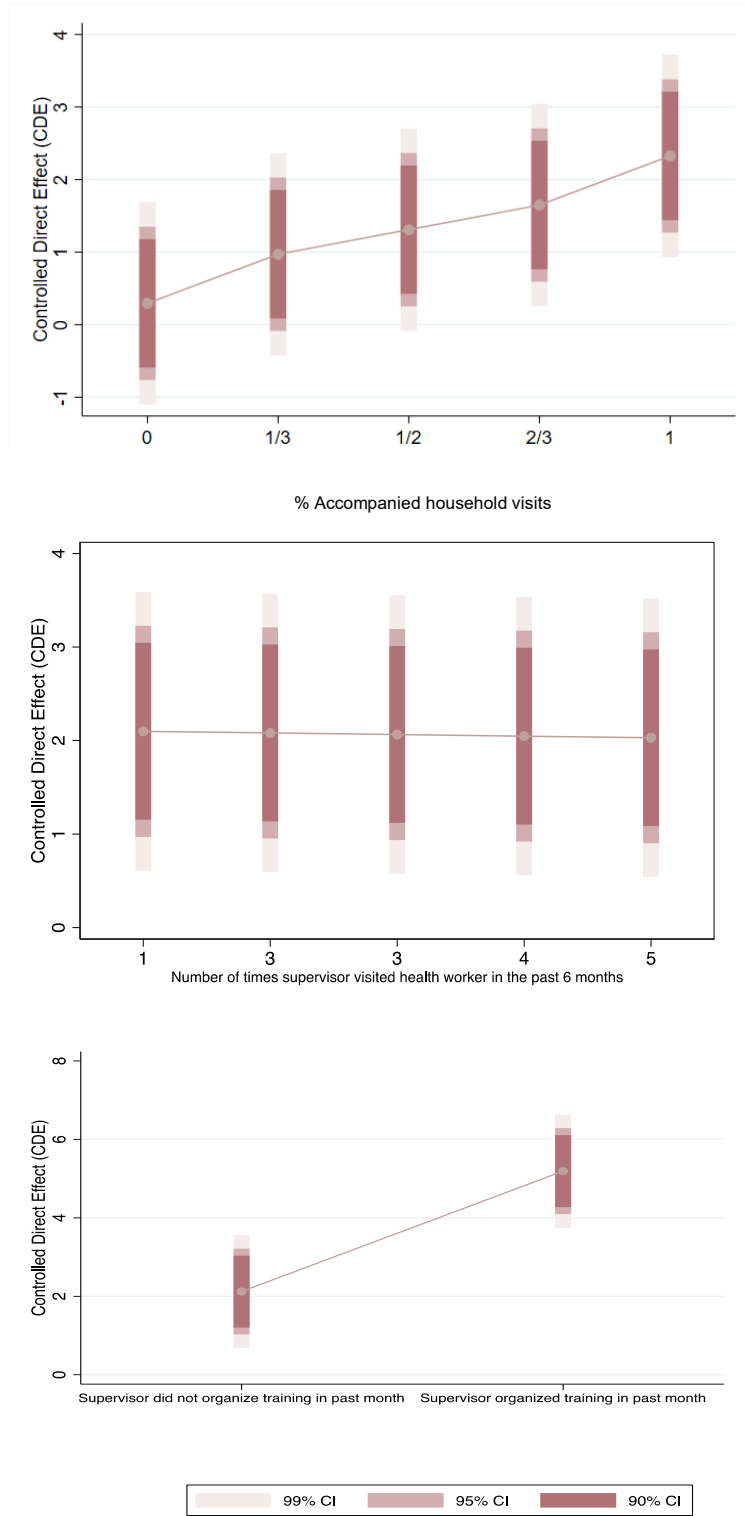 Controlled Direct Effect (CDE)
4
3
2
1
0
-1
0 1/3 1/2 2/3 1
% Accompanied household visits
Controlled Direct Effect (CDE)
4
3
2
1
0
1 3 3 4 5
Number of times supervisor visited health worker in the past 6 months
Controlled Direct Effect (CDE)
8
6
4
2
0
Supervisor did not organize training in past month Supervisor organized training in past month
99% CI 95% CI 90% CI